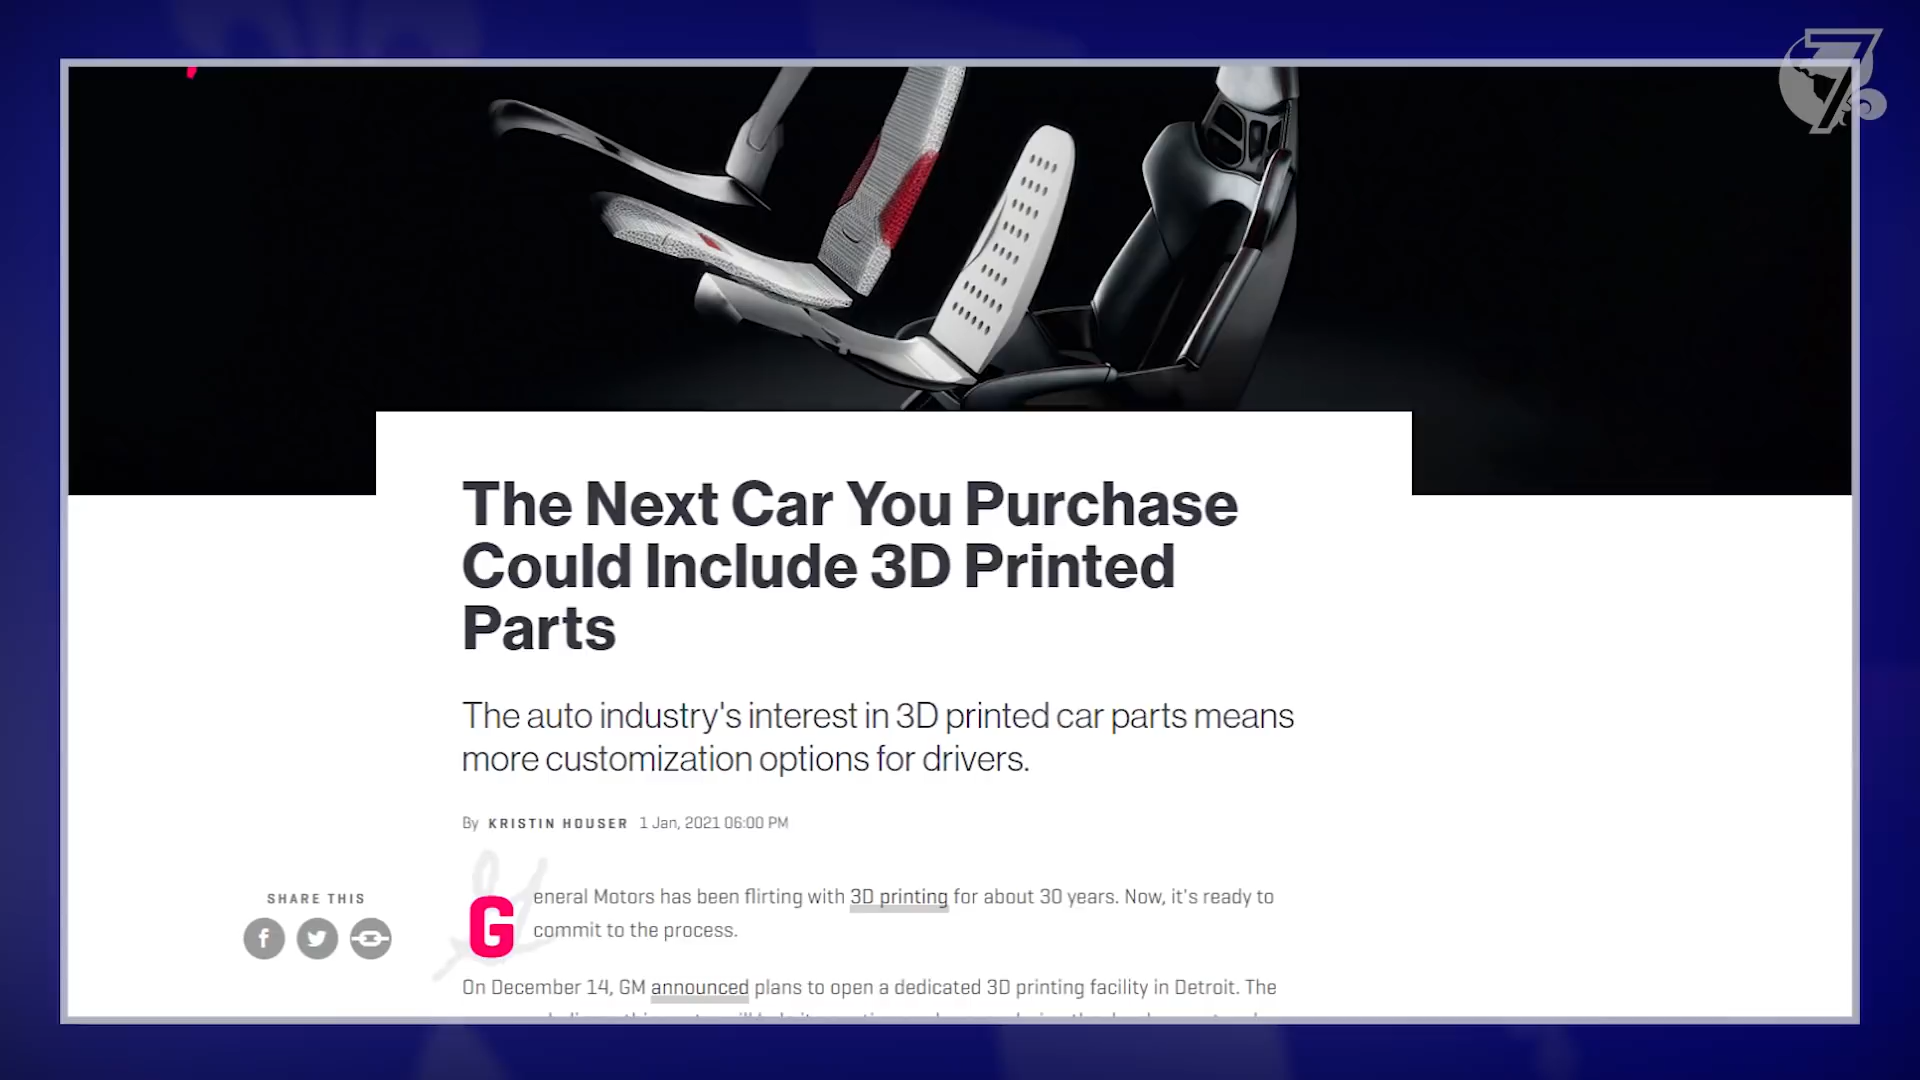 7
The Next Car You Purchase
Could Include 3D Printed
Parts
The auto industry's interest in 3D printed car parts means
more customization options for drivers.
By KRISTIN HOUSER 1 Jan, 2021 06:00 PM
SHARE THIS
General Motors has been flirting with 3D printing for about 30 years. Now, it's ready to
commit to the process.
On December 14, GM announced plans to open a dedicated 3D printing facility in Detroit. The